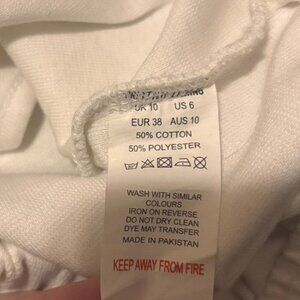 UK 10 US 6
EUR 38 AUS 10
50% COTTON
50% POLYESTER
WASH WITH SIMILAR
COLOURS
IRON ON REVERSE
DO NOT DRY CLEAN
DYE MAY TRANSFER
MADE IN PAKISTAN
KEEP AWAY FROM FIRE